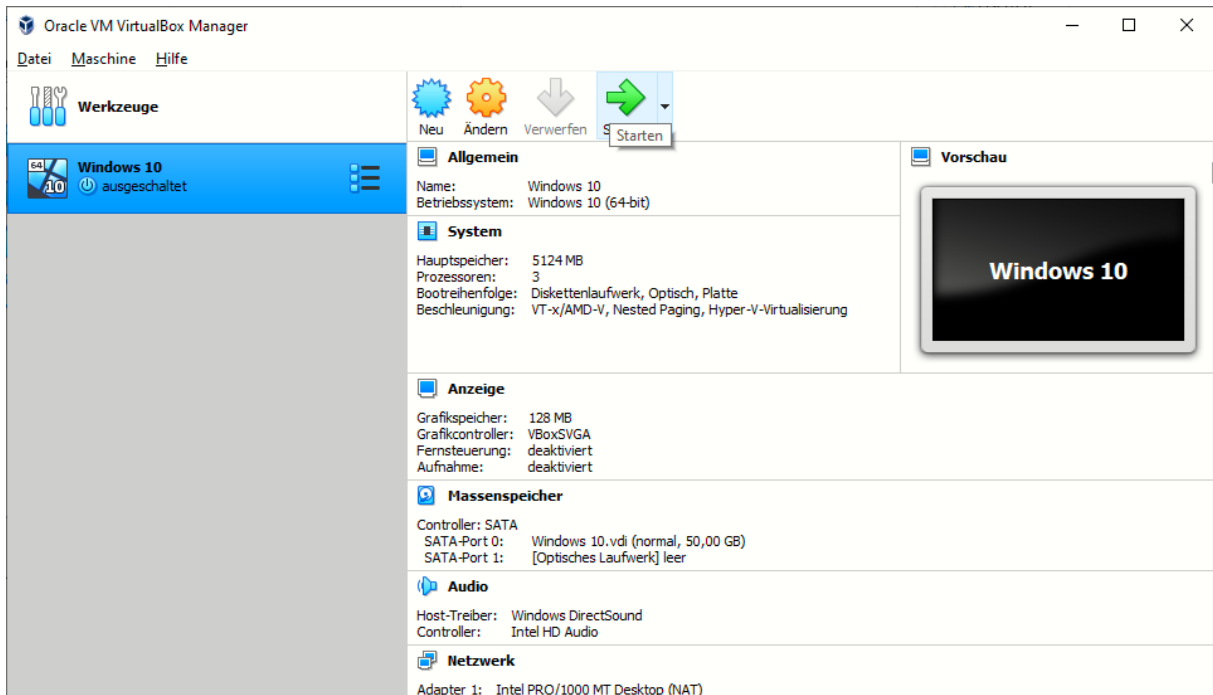 Oracle VM VirtualBox Manager
Datei Maschine Hilfe
Werkzeuge
Neu Ändern Verwerfen
Starten
64
10
Windows 10
ausgeschaltet
Allgemein
Name: Windows 10
Betriebssystem: Windows 10 (64-bit)
System
Hauptspeicher: 5124 MB
Prozessoren: 3
Bootreihenfolge: Diskettenlaufwerk, Optisch, Platte
Beschleunigung: VT-x/AMD-V, Nested Paging, Hyper-V-Virtualisierung
Vorschau
Windows 10
Anzeige
Grafikspeicher: 128 MB
Grafikcontroller: VBoxSVGA
Fernsteuerung: deaktiviert
Aufnahme: deaktiviert
Massenspeicher
Controller: SATA
SATA-Port 0: Windows 10.vdi (normal, 50,00 GB)
SATA-Port 1: [Optisches Laufwerk] leer
Audio
Host-Treiber: Windows DirectSound
Controller: Intel HD Audio
Netzwerk
Adapter 1: Intel PRO/1000 MT Desktop (NAT)